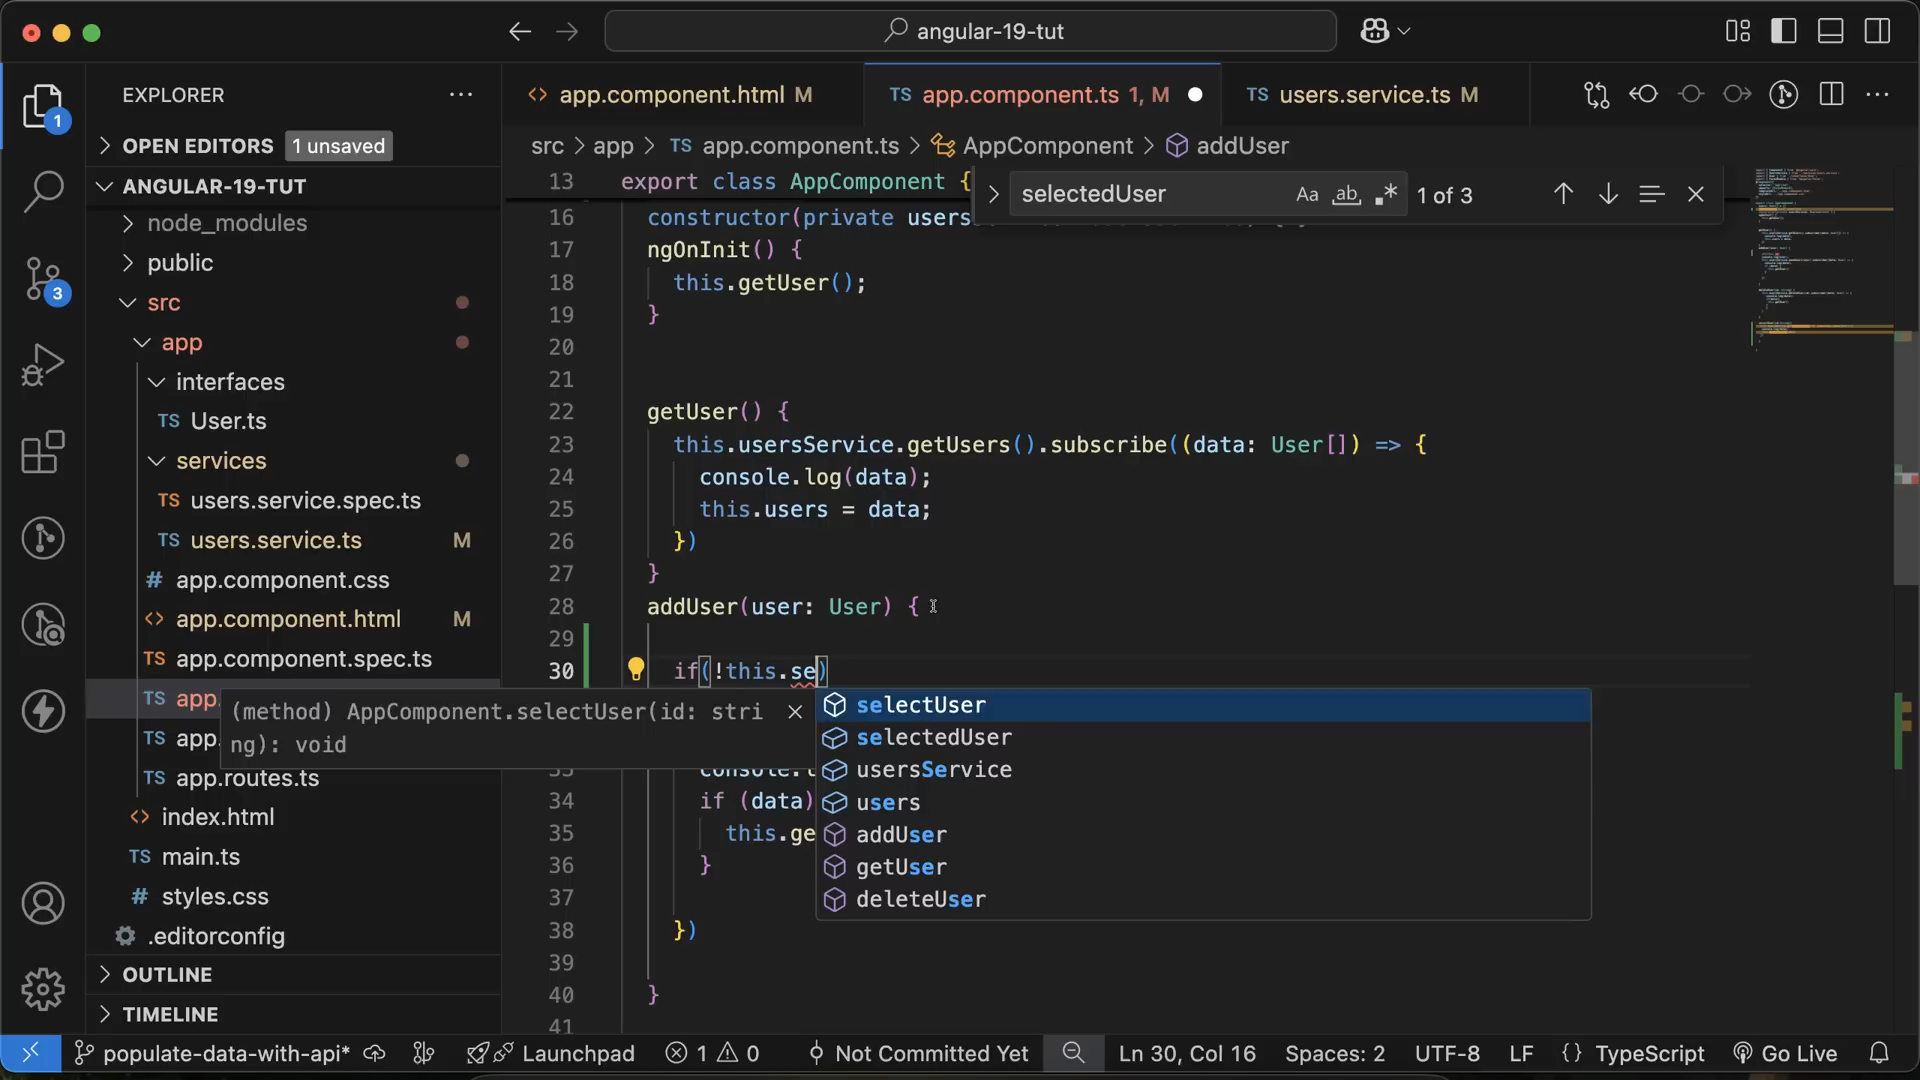 angular-19-tut
EXPLORER
OPEN EDITORS 1 unsaved
ANGULAR-19-TUT
node_modules
public
src
app
interfaces
TS User.ts
services
TS users.service.spec.ts
TS users.service.ts M
# app.component.css
<> app.component.html M
TS app.component.spec.ts
TS app.
TS app.
TS app.routes.ts
<> index.html
TS main.ts
# styles.css
.editorconfig
OUTLINE
TIMELINE
1
3
<> app.component.html M
TS app.component.ts 1, M
TS users.service.ts M
src > app > TS app.component.ts > AppComponent > addUser
selectedUser Aa ab .* 1 of 3
13 export class AppComponent {
16 constructor(private users
17 ngOnInit() {
18 this.getUser();
19 }
20
21
22 getUser() {
23 this.usersService.getUsers().subscribe((data: User[]) => {
24 console.log(data);
25 this.users = data;
26 })
27 }
28 addUser(user: User) {
29
30 if(!this.se)
(method) AppComponent.selectUser(id: stri
ng): void
selectUser
selectedUser
usersService
users
addUser
getUser
deleteUser
33 console.
34 if (data)
35 this.ge
36 }
37
38 })
39
40 }
41
populate-data-with-api* Launchpad 1 0 Not Committed Yet Ln 30, Col 16 Spaces: 2 UTF-8 LF {} TypeScript Go Live